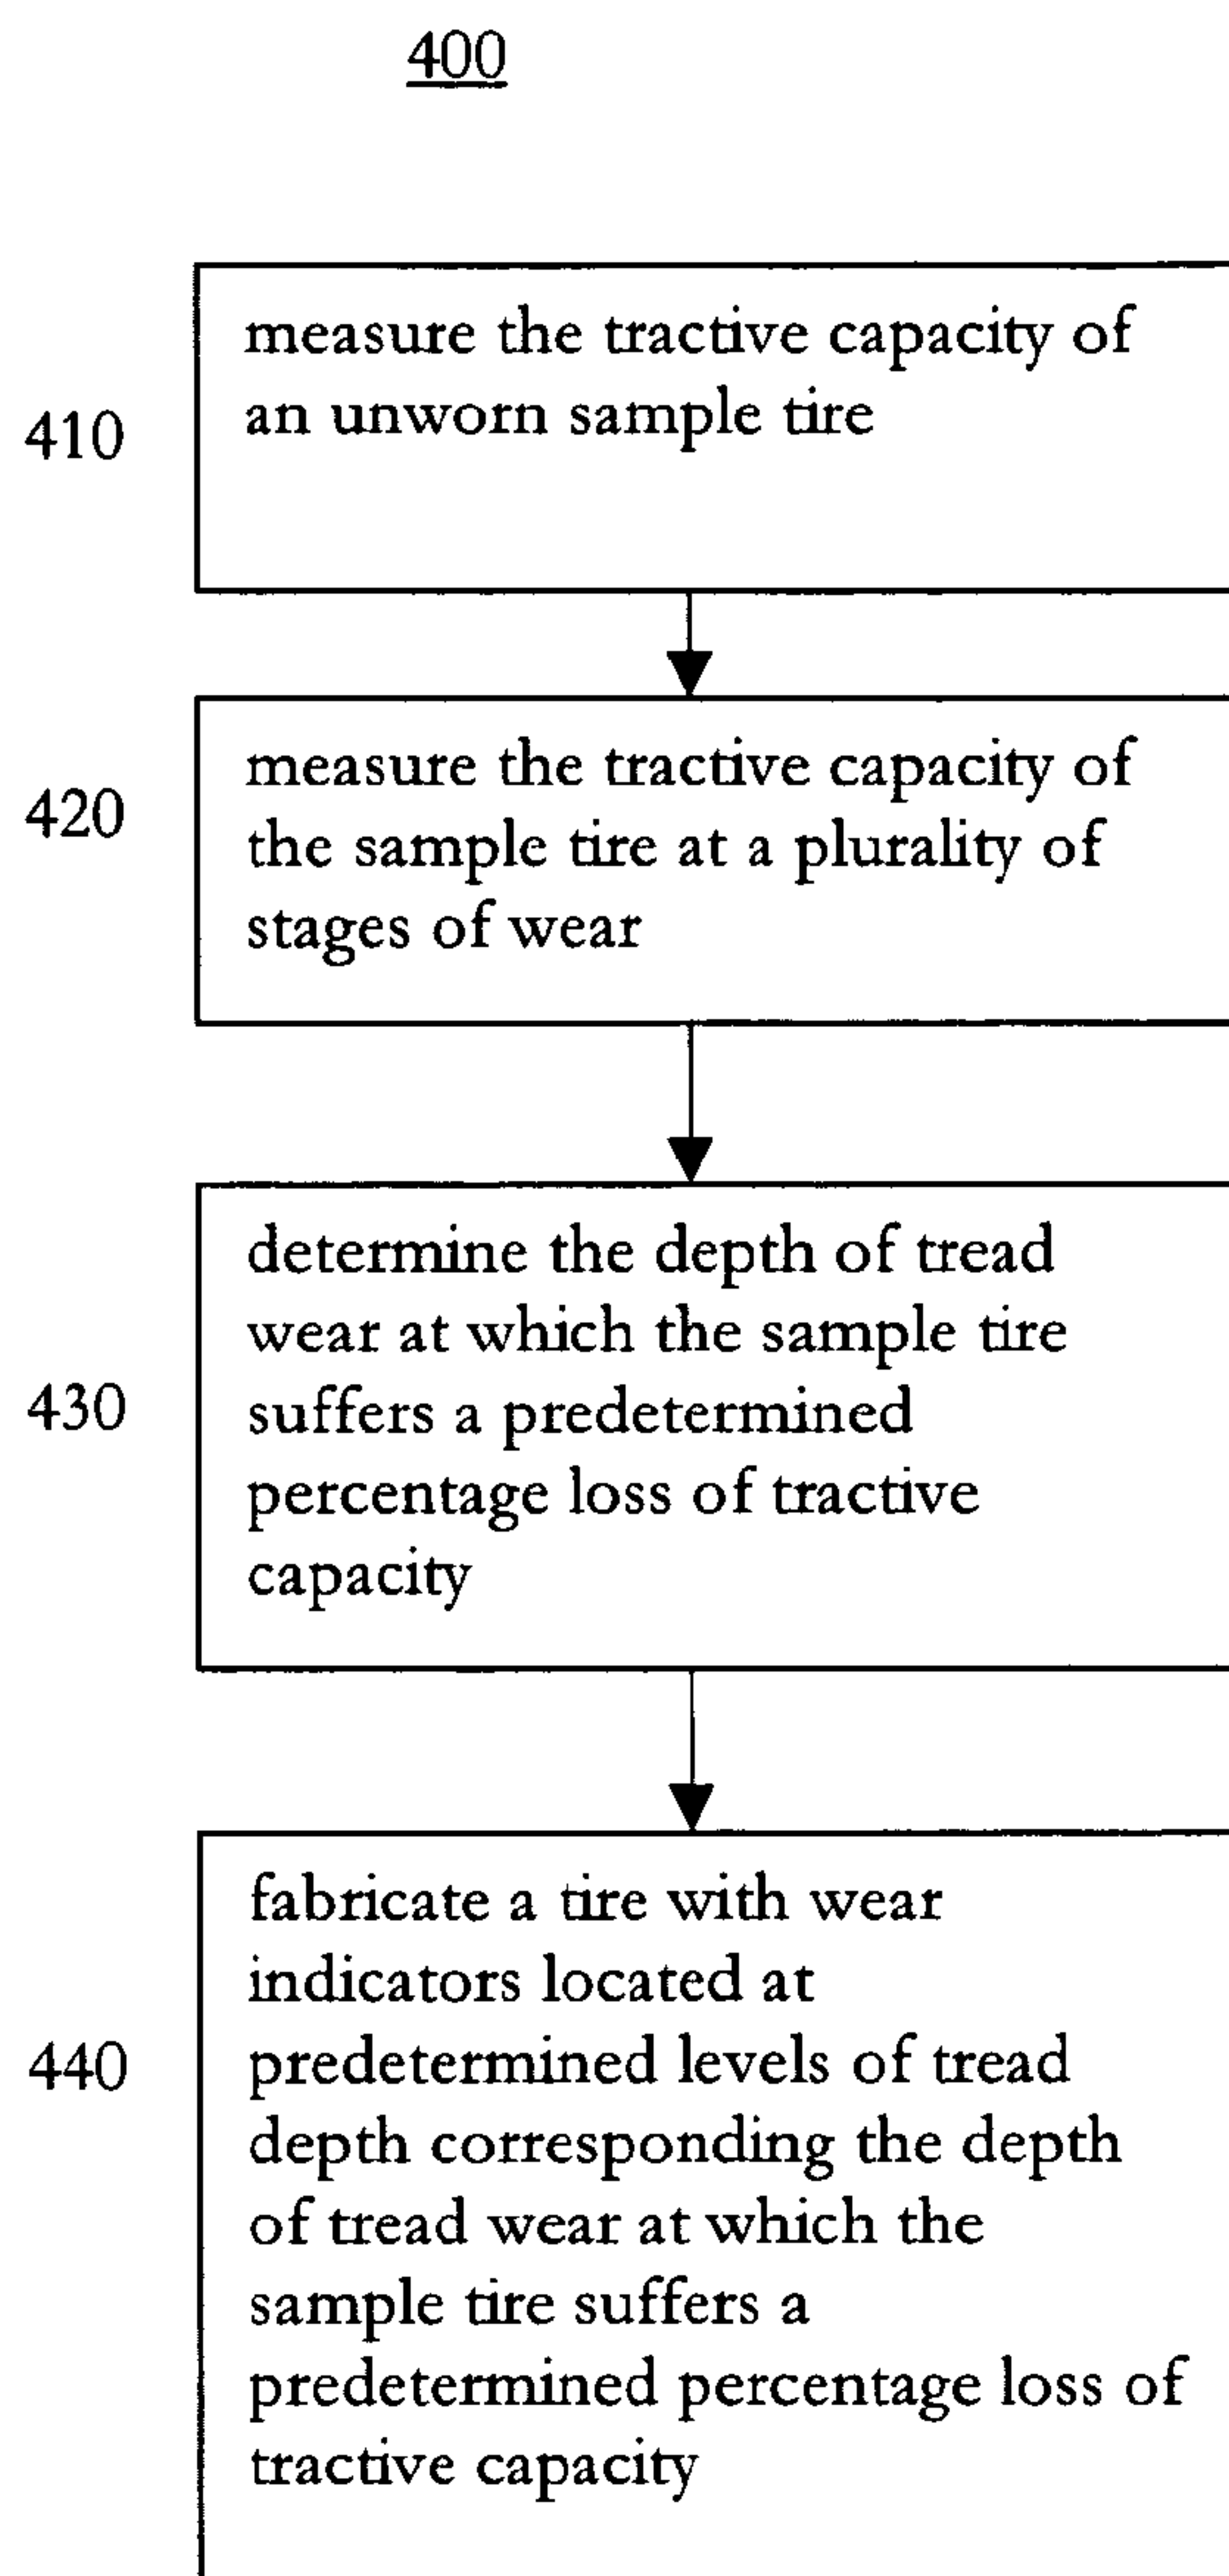 400
410
measure the tractive capacity of
an unworn sample tire
420
measure the tractive capacity of
the sample tire at a plurality of
stages of wear
430
determine the depth of tread
wear at which the sample tire
suffers a predetermined
percentage loss of tractive
capacity
440
fabricate a tire with wear
indicators located at
predetermined levels of tread
depth corresponding the depth
of tread wear at which the
sample tire suffers a
predetermined percentage loss of
tractive capacity